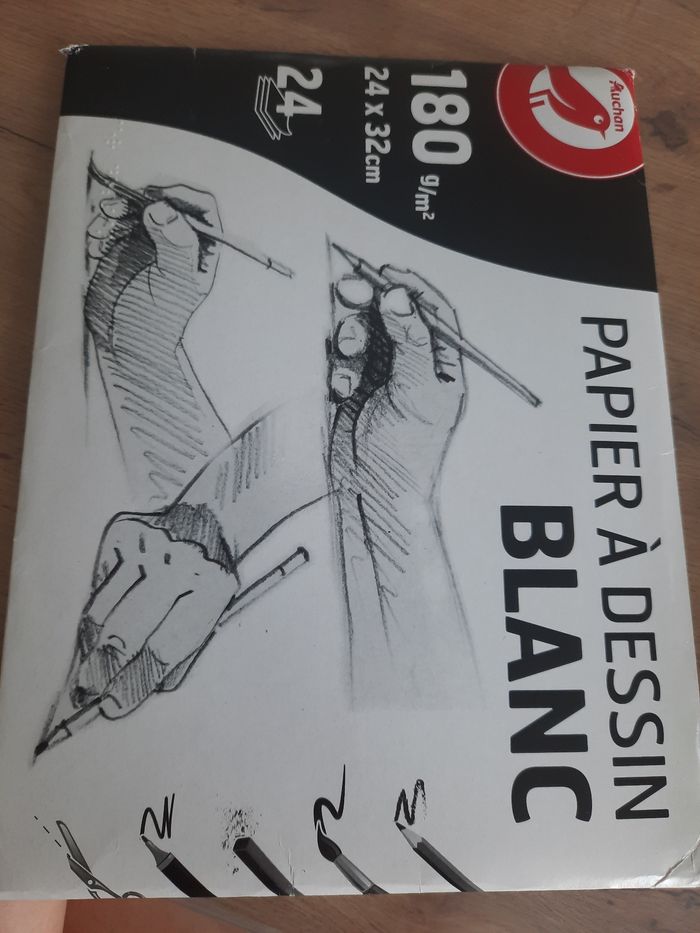 Auchan
180 g/m²
24 x 32cm
24
PAPIER À DESSIN
BLANC